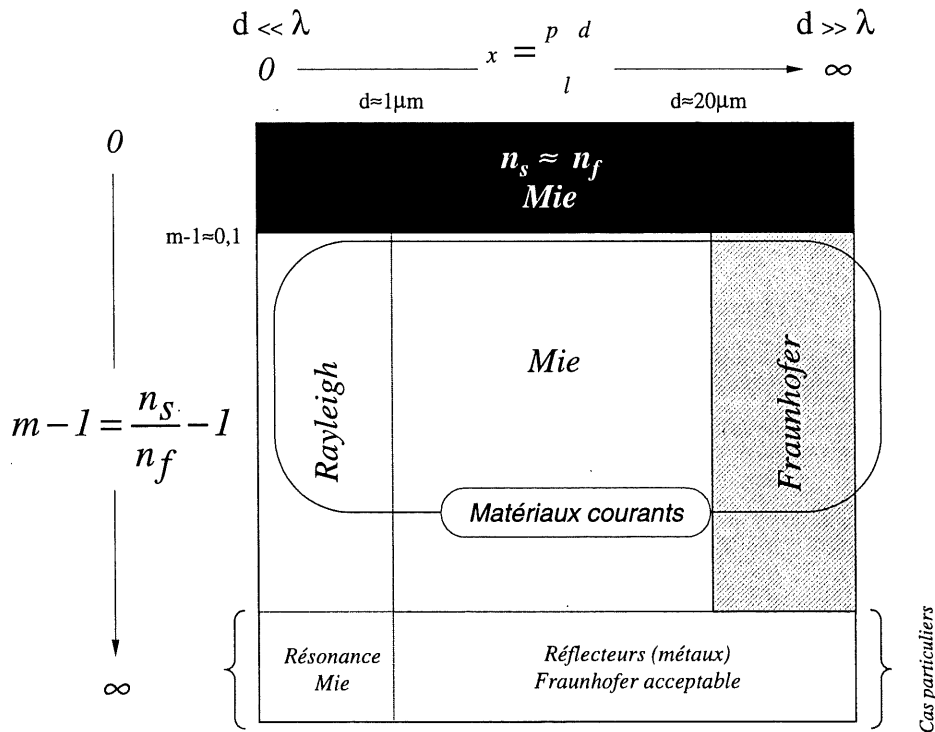 d << λ
d >> λ
0
x = p d
l
∞
d≈1μm
d≈20μm
0
n_s ≈ n_f
Mie
m-1≈0,1
Rayleigh
Mie
Fraunhofer
m-1 = n_s/n_f -1
Matériaux courants
∞
Résonance
Mie
Réflecteurs (métaux)
Fraunhofer acceptable
Cas particuliers